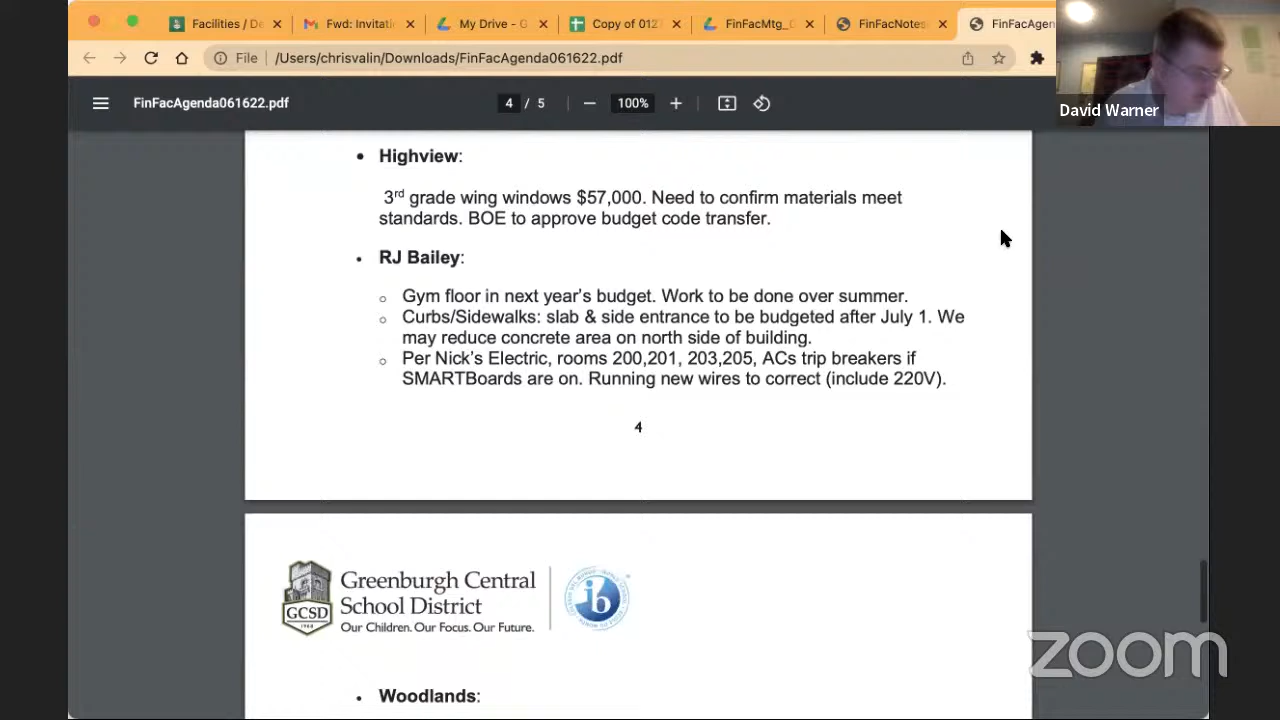 Facilities / De
Fwd: Invitati
My Drive - G
Copy of 012
FinFacMtg_
FinFacNotes
FinFacAgen
File
/Users/chrisvalin/Downloads/FinFacAgenda061622.pdf
David Warner
FinFacAgenda061622.pdf
4 / 5
100%
• Highview:
3rd grade wing windows $57,000. Need to confirm materials meet
standards. BOE to approve budget code transfer.
• RJ Bailey:
○ Gym floor in next year's budget. Work to be done over summer.
○ Curbs/Sidewalks: slab & side entrance to be budgeted after July 1. We
may reduce concrete area on north side of building.
○ Per Nick's Electric, rooms 200,201, 203,205, ACs trip breakers if
SMARTBoards are on. Running new wires to correct (include 220V).
4
GCSD
Greenburgh Central
School District
Our Children. Our Focus. Our Future.
ib
zoom
• Woodlands: